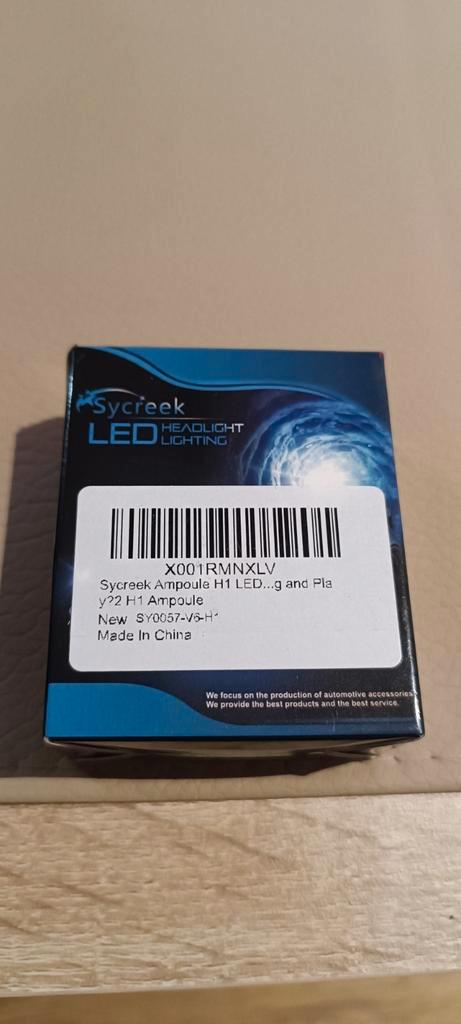 Sycreek
LED HEADLIGHT
LIGHTING
X001RMNXLV
Sycreek Ampoule H1 LED...g and Pla
y?2 H1 Ampoule
New SY0057-V6-H1
Made In China
We focus on the production of automotive accessories
We provide the best products and the best service.